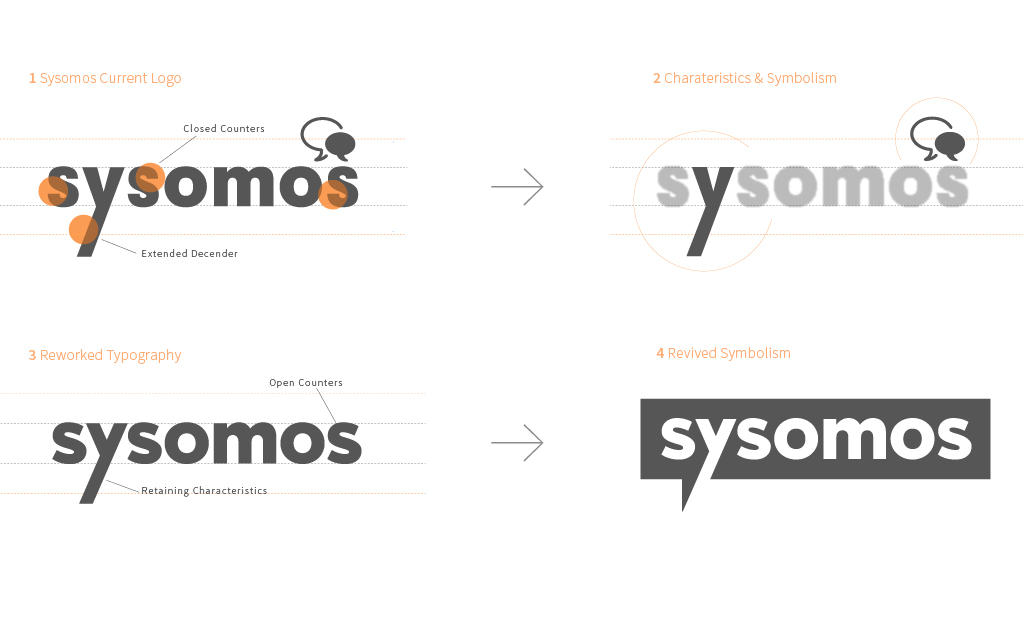 1 Sysomos Current Logo
Closed Counters
sysomos
Extended Decender
2 Charateristics & Symbolism
sysomos
3 Reworked Typography
Open Counters
sysomos
Retaining Characteristics
4 Revived Symbolism
sysomos